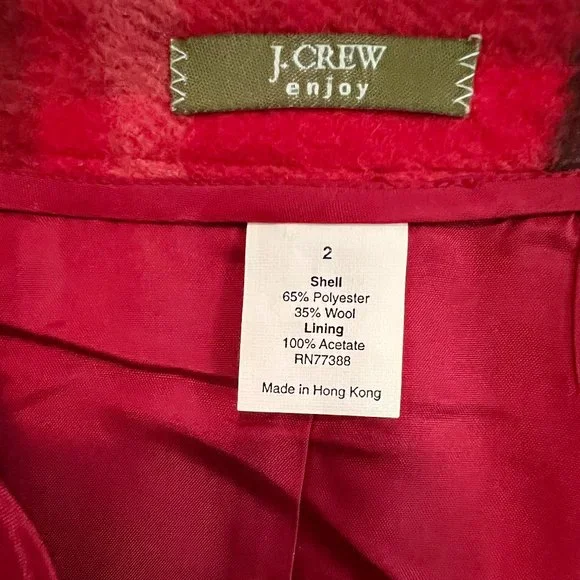 J.CREW
enjoy
2
Shell
65% Polyester
35% Wool
Lining
100% Acetate
RN77388
Made in Hong Kong